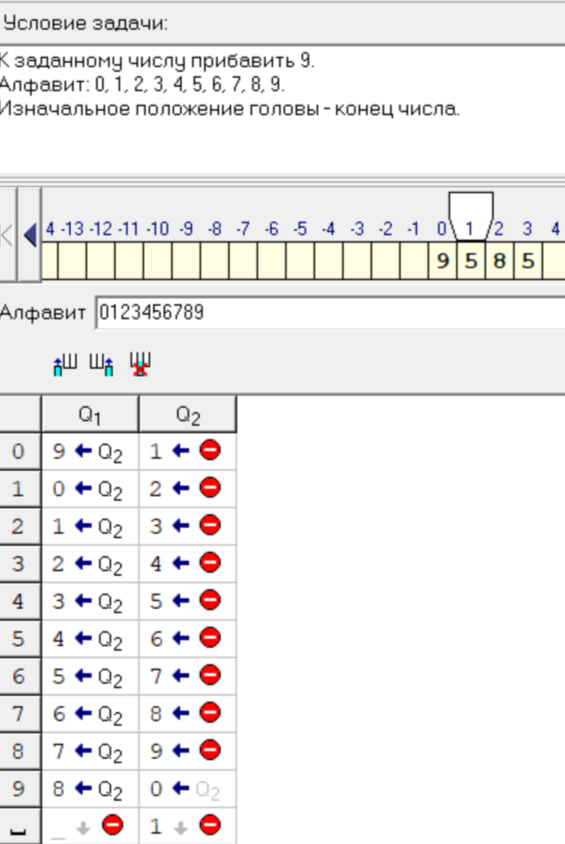 Условие задачи:
К заданному числу прибавить 9.
Алфавит: 0, 1, 2, 3, 4, 5, 6, 7, 8, 9.
Изначальное положение головы - конец числа.
4 -13 -12 -11 -10 -9 -8 -7 -6 -5 -4 -3 -2 -1 0 1 2 3 4
9 5 8 5
Алфавит 0123456789
Q1 Q2
0 9 ← Q2 1 ←
1 0 ← Q2 2 ←
2 1 ← Q2 3 ←
3 2 ← Q2 4 ←
4 3 ← Q2 5 ←
5 4 ← Q2 6 ←
6 5 ← Q2 7 ←
7 6 ← Q2 8 ←
8 7 ← Q2 9 ←
9 8 ← Q2 0 ← Q2
␣ _ ↓ 1 ↓